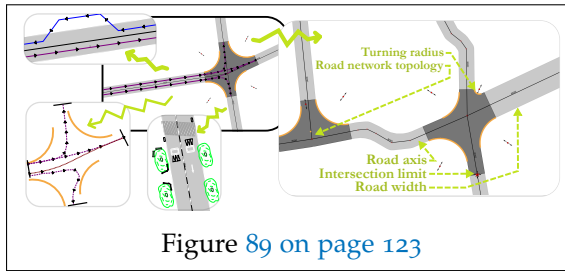 Turning radius
Road network topology
Road axis
Intersection limit
Road width
Figure 89 on page 123